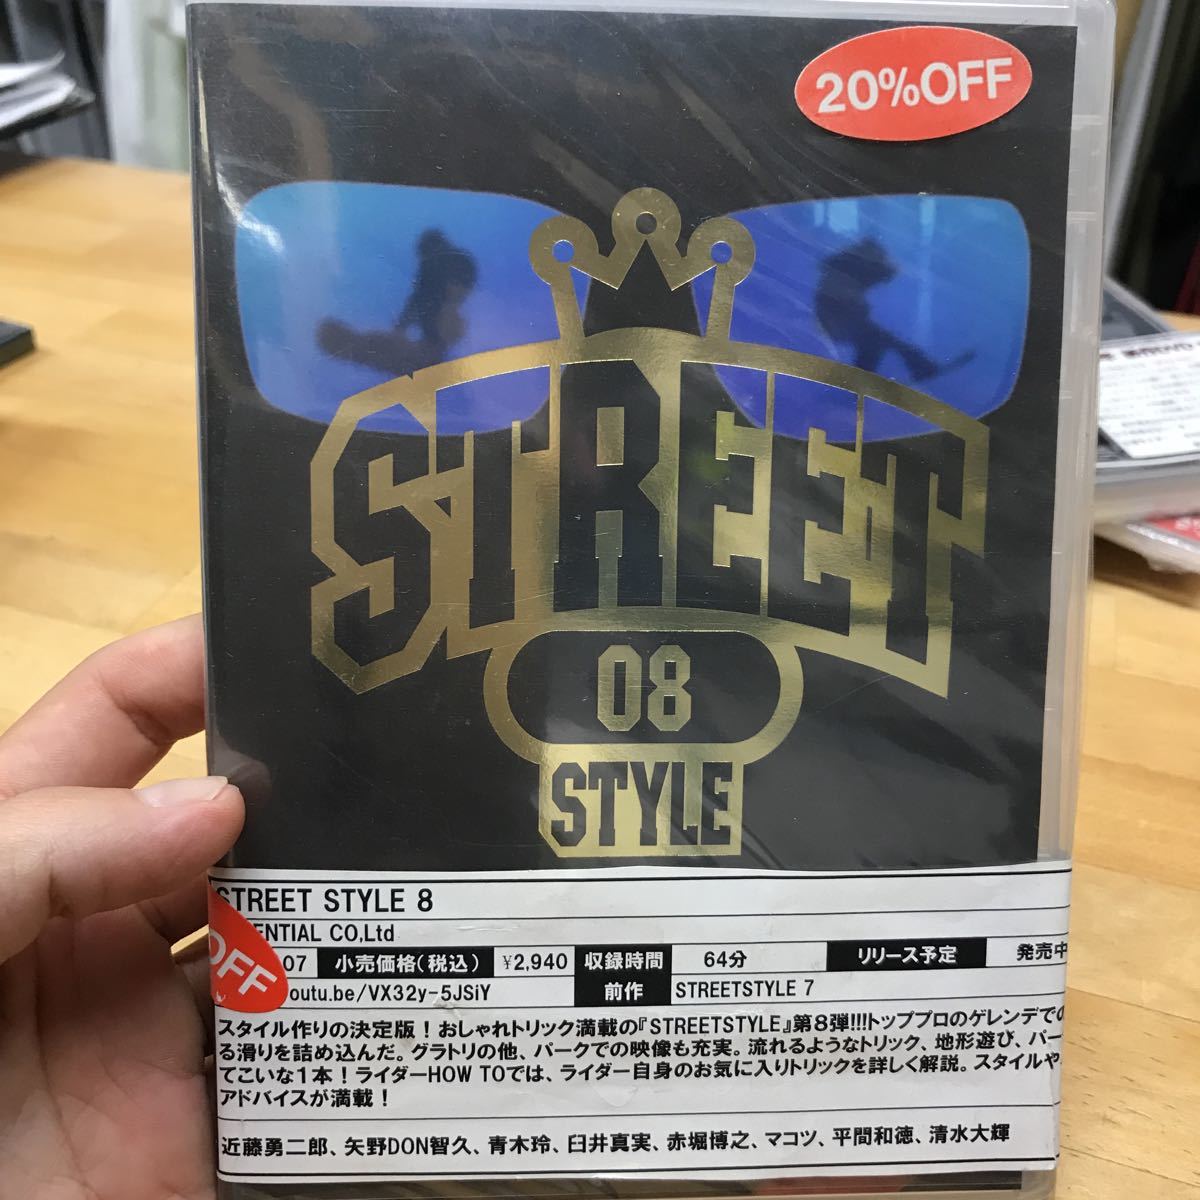 20%OFF
STREET
08
STYLE
STREET STYLE 8
ENTIAL CO,Ltd
07 小売価格(税込) ¥2,940 収録時間 64分 リリース予定 発売中
outu.be/VX32y-5JSiY 前作 STREETSTYLE 7
OFF
スタイル作りの決定版！おしゃれトリック満載の『STREETSTYLE』第8弾!!!トッププロのゲレンデでの
る滑りを詰め込んだ。グラトリの他、パークでの映像も充実。流れるようなトリック、地形遊び、パー
てこいな1本！ライダーHOW TOでは、ライダー自身のお気に入りトリックを詳しく解説。スタイルや
アドバイスが満載！
近藤勇二郎、矢野DON智久、青木玲、臼井真実、赤堀博之、マコツ、平間和徳、清水大輝